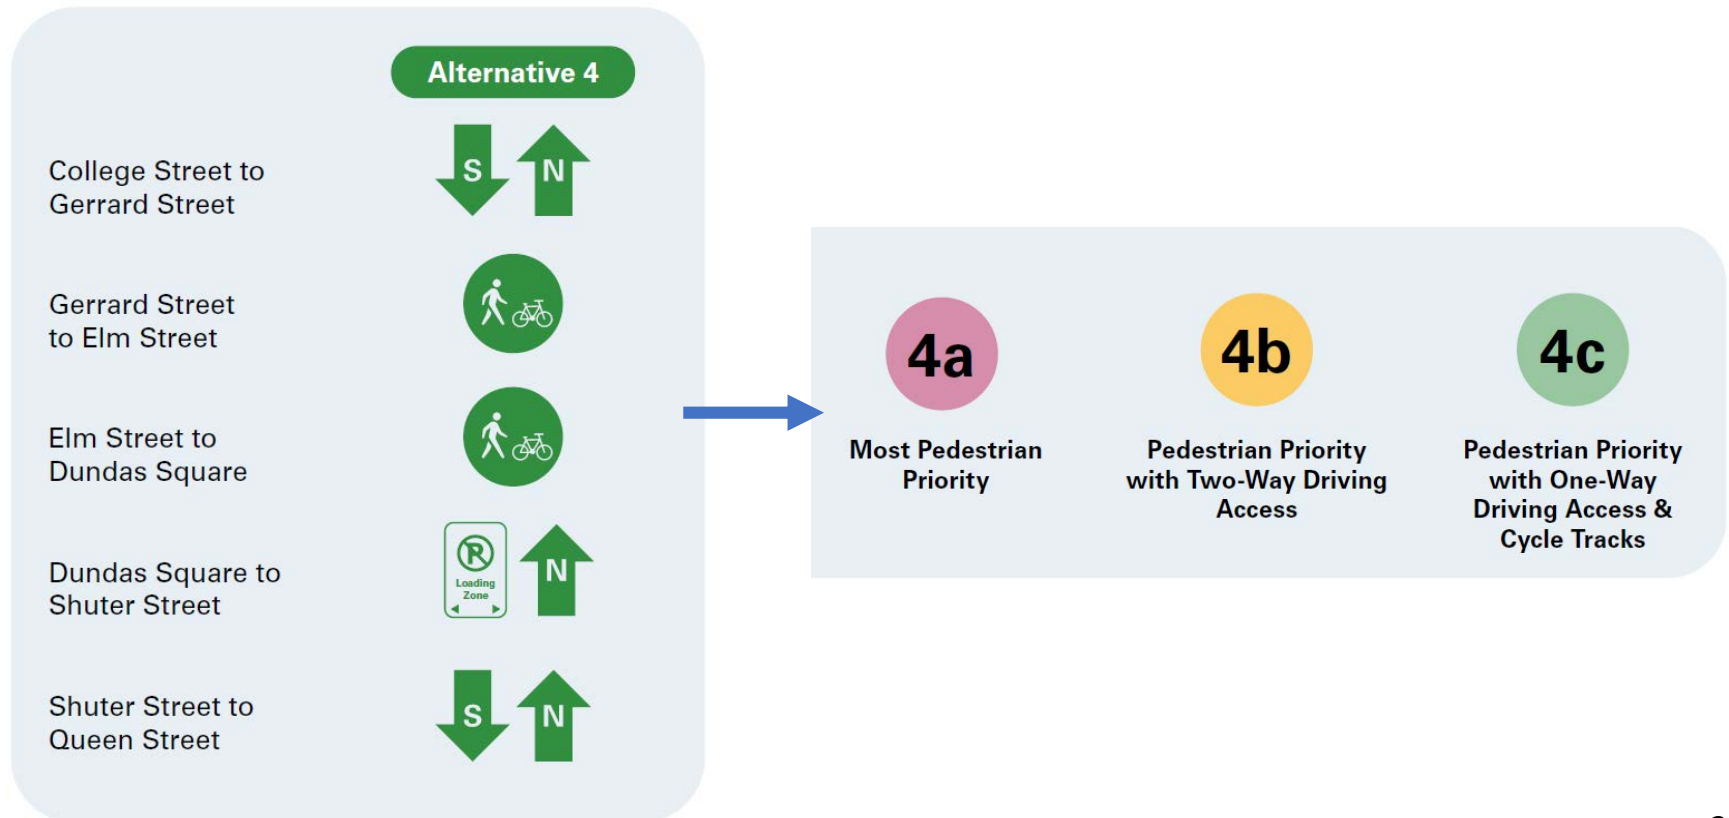 Alternative 4
College Street to
Gerrard Street
S N
Gerrard Street
to Elm Street
Elm Street to
Dundas Square
Dundas Square to
Shuter Street
P
Loading
Zone
N
Shuter Street to
Queen Street
S N
4a
Most Pedestrian
Priority
4b
Pedestrian Priority
with Two-Way Driving
Access
4c
Pedestrian Priority
with One-Way
Driving Access &
Cycle Tracks